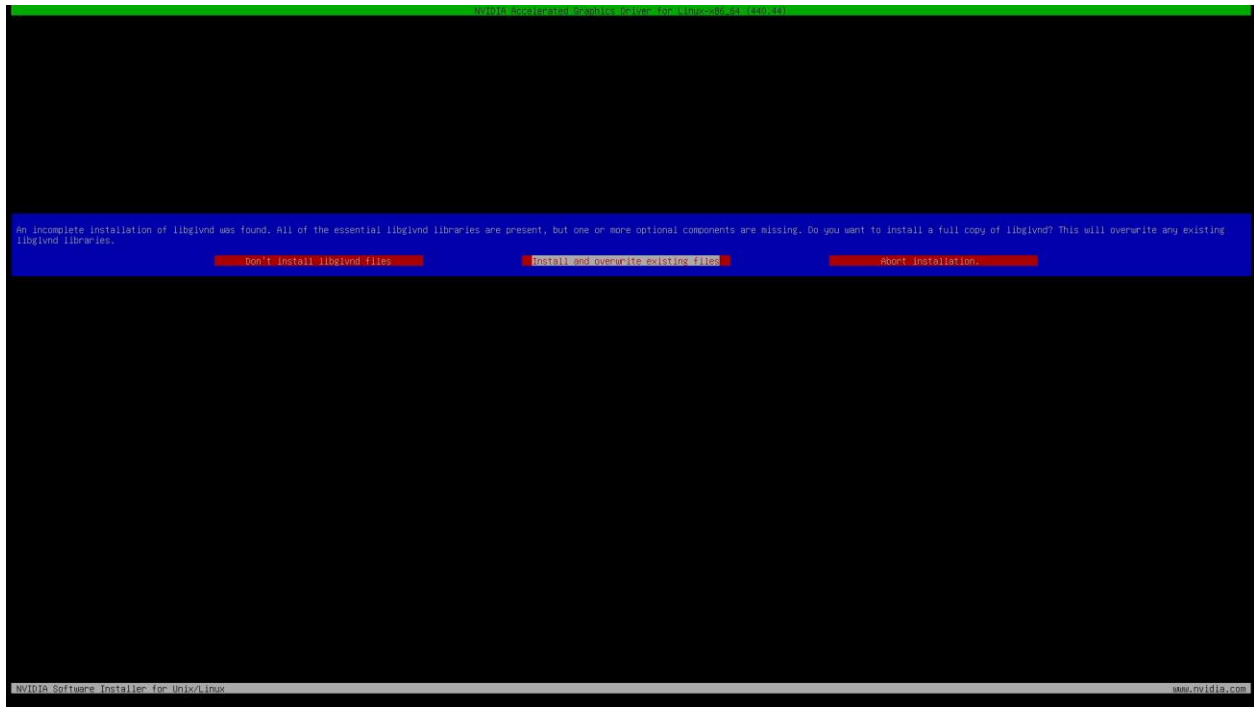 NVIDIA Accelerated Graphics Driver for Linux-x86_64 (440.44)
An incomplete installation of libglvnd was found. All of the essential libglvnd libraries are present, but one or more optional components are missing. Do you want to install a full copy of libglvnd? This will overwrite any existing
libglvnd libraries.
Don't install libglvnd files Install and overwrite existing files Abort installation.
NVIDIA Software Installer for Unix/Linux www.nvidia.com